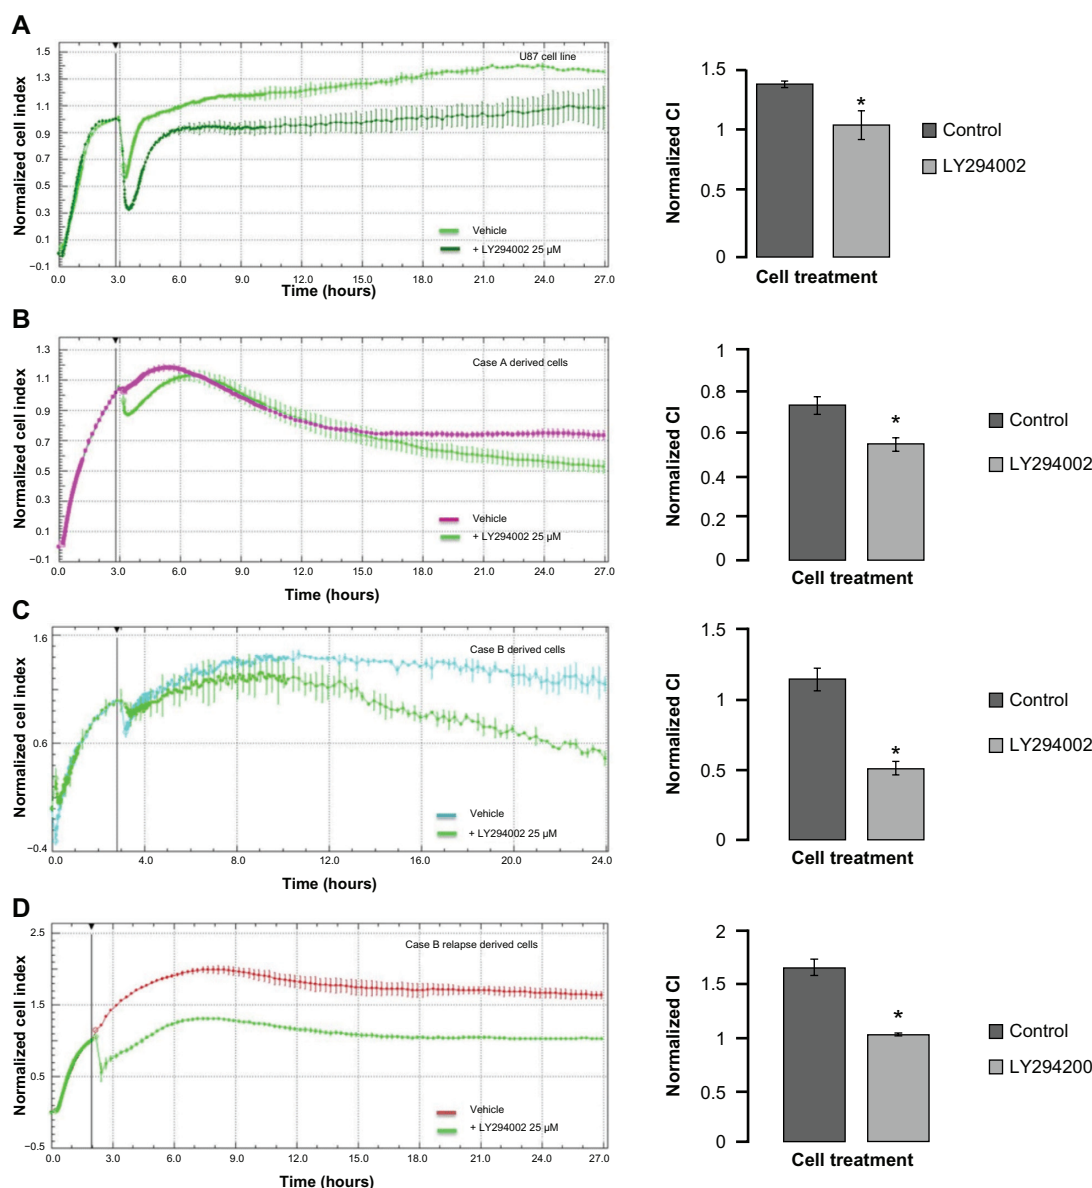 A
Normalized cell index
1.5
1.3
1.1
0.9
0.7
0.5
0.3
0.1
−0.1
U87 cell line
Vehicle
+ LY294002 25 µM
0.0 3.0 6.0 9.0 12.0 15.0 18.0 21.0 24.0 27.0
Time (hours)
Normalized CI
1.5
1
0.5
0
*
Control
LY294002
Cell treatment
B
Normalized cell index
1.3
1.1
0.9
0.7
0.5
0.3
0.1
−0.1
Case A derived cells
Vehicle
+ LY294002 25 µM
0.0 3.0 6.0 9.0 12.0 15.0 18.0 21.0 24.0 27.0
Time (hours)
Normalized CI
1
0.8
0.6
0.4
0.2
0
*
Control
LY294002
Cell treatment
C
Normalized cell index
1.6
0.6
−0.4
Case B derived cells
Vehicle
+ LY294002 25 µM
0.0 4.0 8.0 12.0 16.0 20.0 24.0
Time (hours)
Normalized CI
1.5
1
0.5
0
*
Control
LY294002
Cell treatment
D
Normalized cell index
2.5
1.5
0.5
−0.5
Case B relapse derived cells
Vehicle
+ LY294002 25 µM
0.0 3.0 6.0 9.0 12.0 15.0 18.0 21.0 24.0 27.0
Time (hours)
Normalized CI
2
1.5
1
0.5
0
*
Control
LY294200
Cell treatment